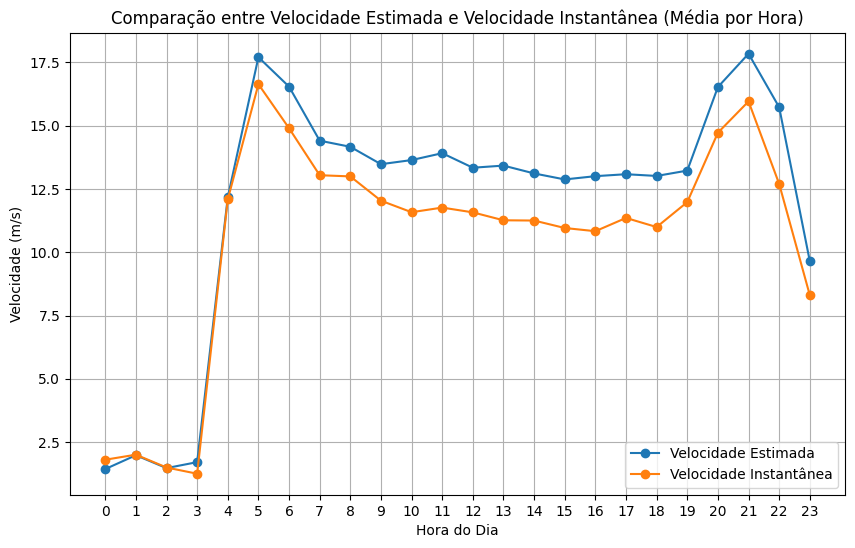 Comparação entre Velocidade Estimada e Velocidade Instantânea (Média por Hora)
Velocidade (m/s)
17.5
15.0
12.5
10.0
7.5
5.0
2.5
Velocidade Estimada
Velocidade Instantânea
0 1 2 3 4 5 6 7 8 9 10 11 12 13 14 15 16 17 18 19 20 21 22 23
Hora do Dia